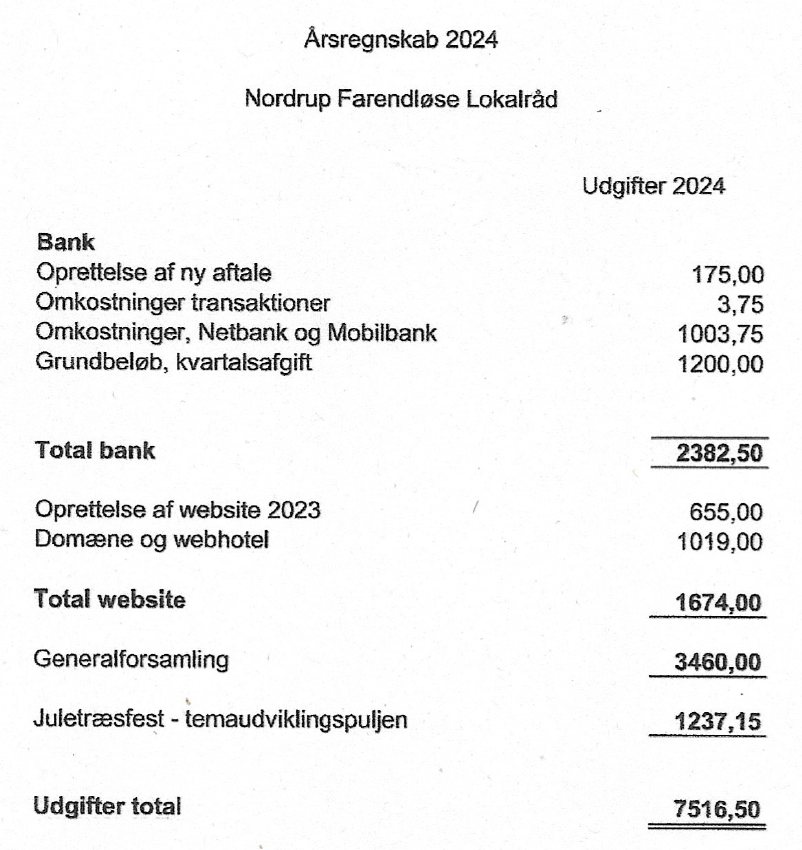 Årsregnskab 2024
Nordrup Farendløse Lokalråd
Udgifter 2024
Bank
Oprettelse af ny aftale 175,00
Omkostninger transaktioner 3,75
Omkostninger, Netbank og Mobilbank 1003,75
Grundbeløb, kvartalsafgift 1200,00
Total bank 2382,50
Oprettelse af website 2023 655,00
Domæne og webhotel 1019,00
Total website 1674,00
Generalforsamling 3460,00
Juletræsfest - temaudviklingspuljen 1237,15
Udgifter total 7516,50